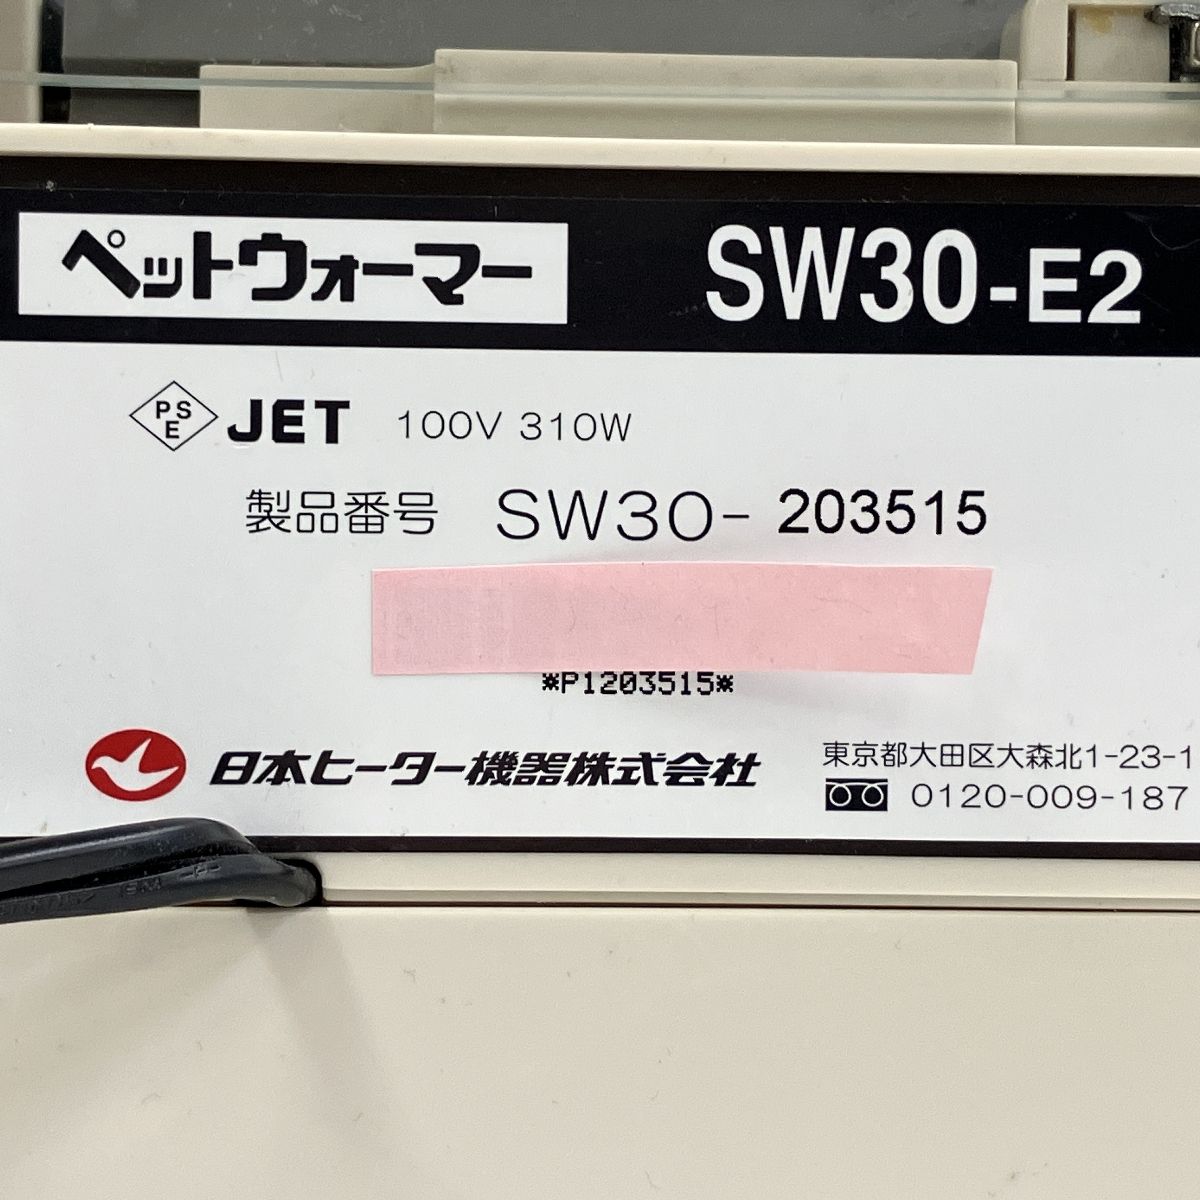 ペットウォーマー SW30-E2
PSE JET 100V 310W
製品番号 SW30-203515
*P1203515*
日本ヒーター機器株式会社
東京都大田区大森北1-23-1
0120-009-187